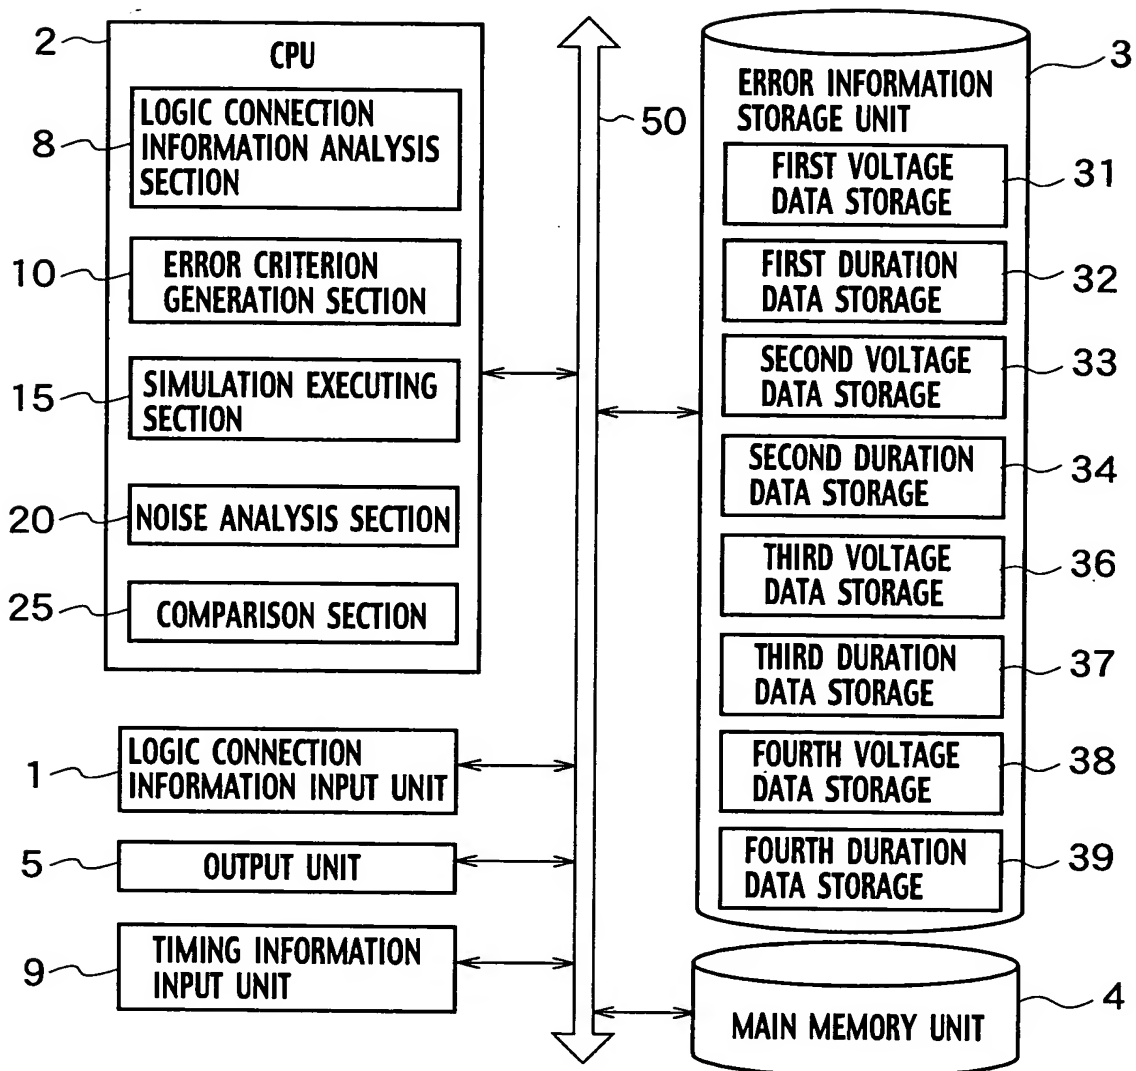 2
CPU
8
LOGIC CONNECTION
INFORMATION ANALYSIS
SECTION
10
ERROR CRITERION
GENERATION SECTION
15
SIMULATION EXECUTING
SECTION
20
NOISE ANALYSIS SECTION
25
COMPARISON SECTION
1
LOGIC CONNECTION
INFORMATION INPUT UNIT
5
OUTPUT UNIT
9
TIMING INFORMATION
INPUT UNIT
50
3
ERROR INFORMATION
STORAGE UNIT
FIRST VOLTAGE
DATA STORAGE
31
FIRST DURATION
DATA STORAGE
32
SECOND VOLTAGE
DATA STORAGE
33
SECOND DURATION
DATA STORAGE
34
THIRD VOLTAGE
DATA STORAGE
36
THIRD DURATION
DATA STORAGE
37
FOURTH VOLTAGE
DATA STORAGE
38
FOURTH DURATION
DATA STORAGE
39
MAIN MEMORY UNIT
4